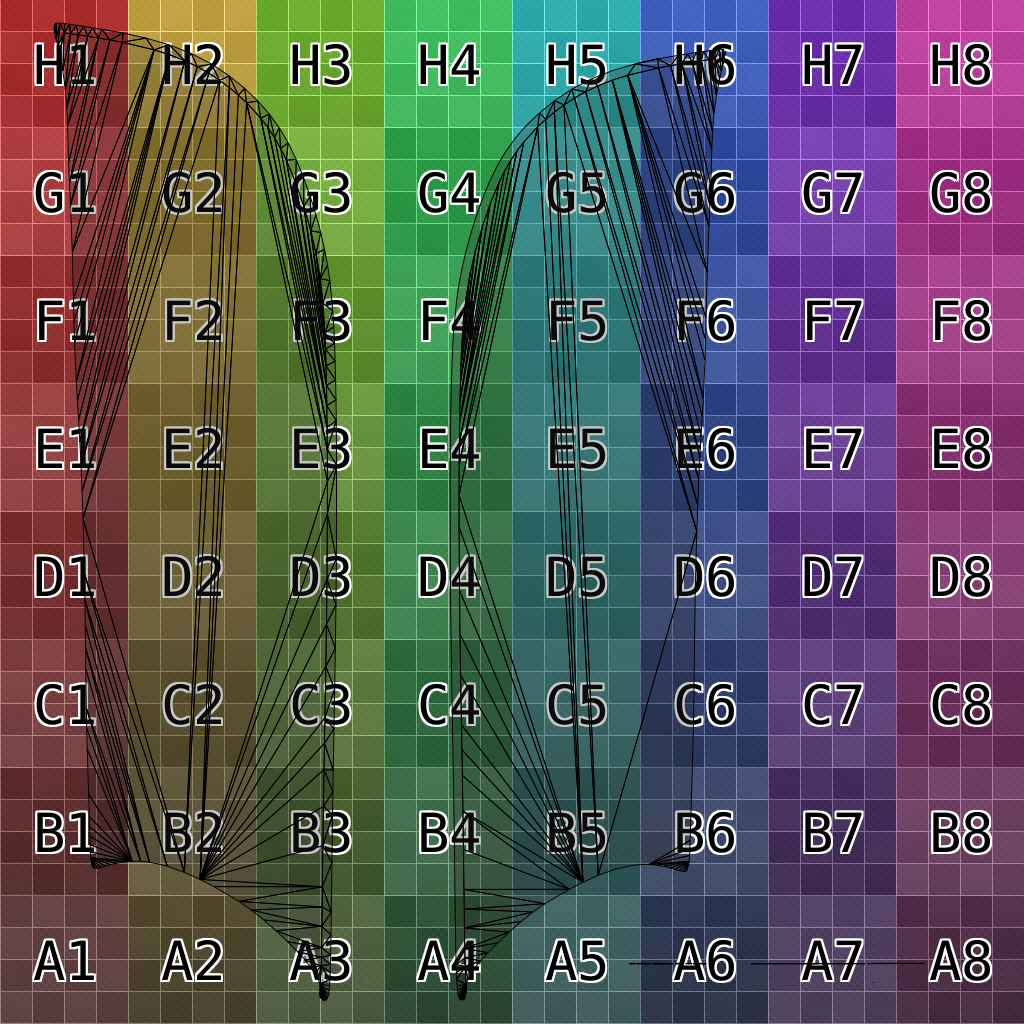 H1 H2 H3 H4 H5 H6 H7 H8
G1 G2 G3 G4 G5 G6 G7 G8
F1 F2 F3 F4 F5 F6 F7 F8
E1 E2 E3 E4 E5 E6 E7 E8
D1 D2 D3 D4 D5 D6 D7 D8
C1 C2 C3 C4 C5 C6 C7 C8
B1 B2 B3 B4 B5 B6 B7 B8
A1 A2 A3 A4 A5 A6 A7 A8